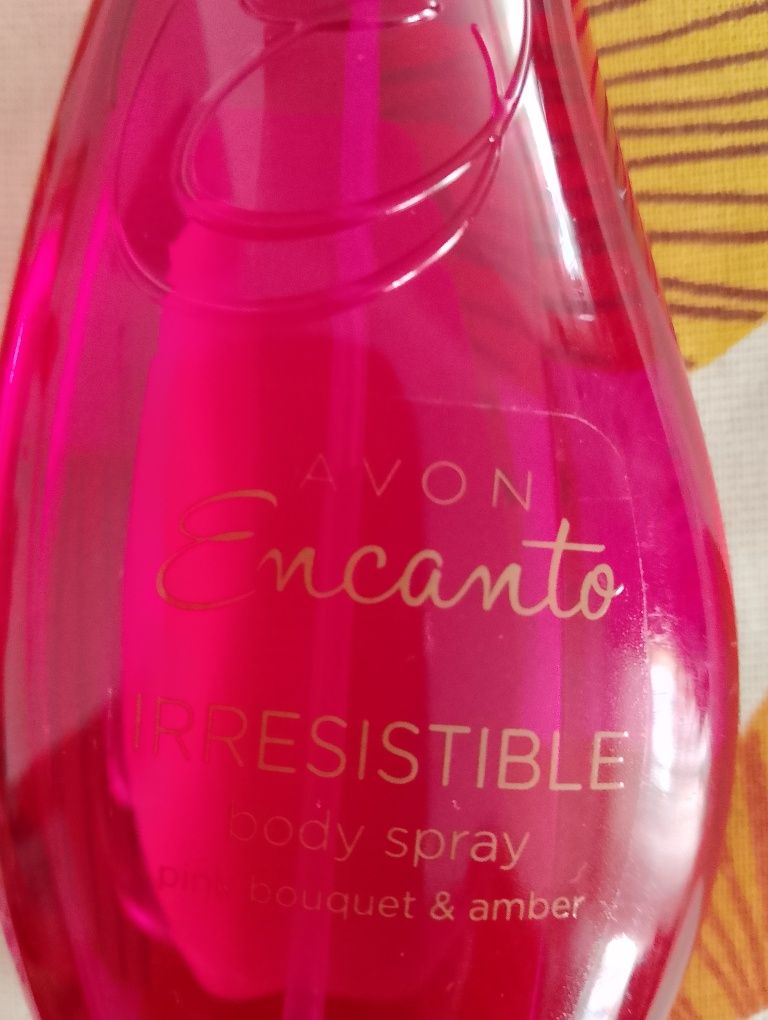 AVON
Encanto
IRRESISTIBLE
body spray
pink bouquet & amber